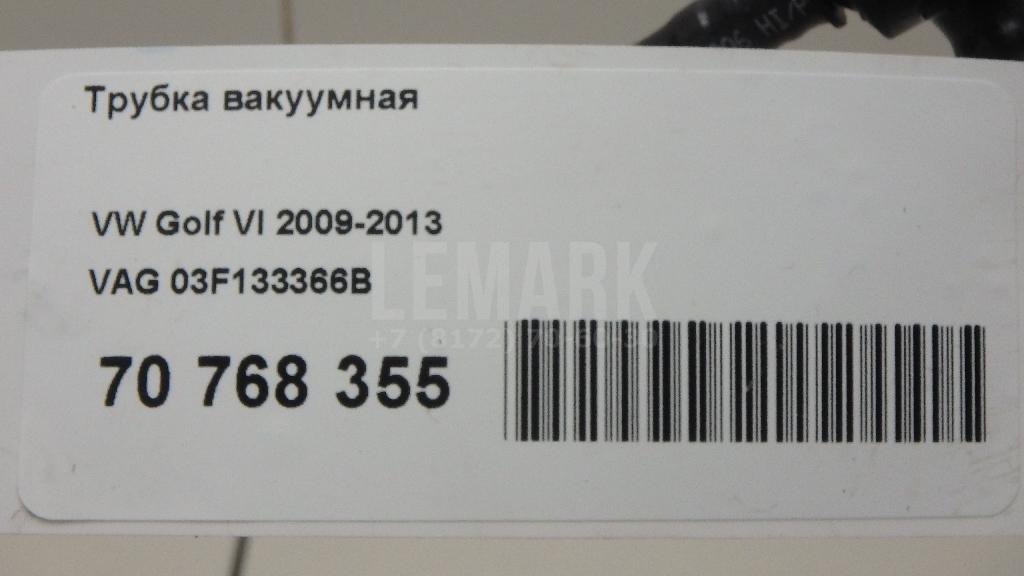 Трубка вакуумная
VW Golf VI 2009-2013
VAG 03F133366B
LEMARK
70 768 355